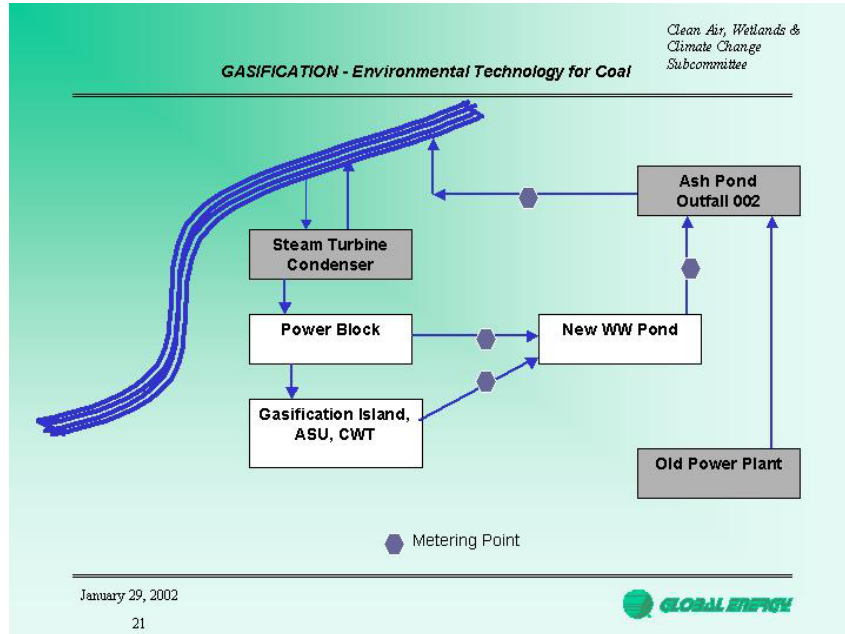 Clean Air, Wetlands &
Climate Change
Subcommittee
GASIFICATION - Environmental Technology for Coal
Ash Pond
Outfall 002
Steam Turbine
Condenser
Power Block
New WW Pond
Gasification Island,
ASU, CWT
Old Power Plant
Metering Point
January 29, 2002
21
GLOBAL ENERGY